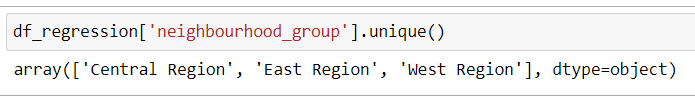 df_regression['neighbourhood_group'].unique()
array(['Central Region', 'East Region', 'West Region'], dtype=object)